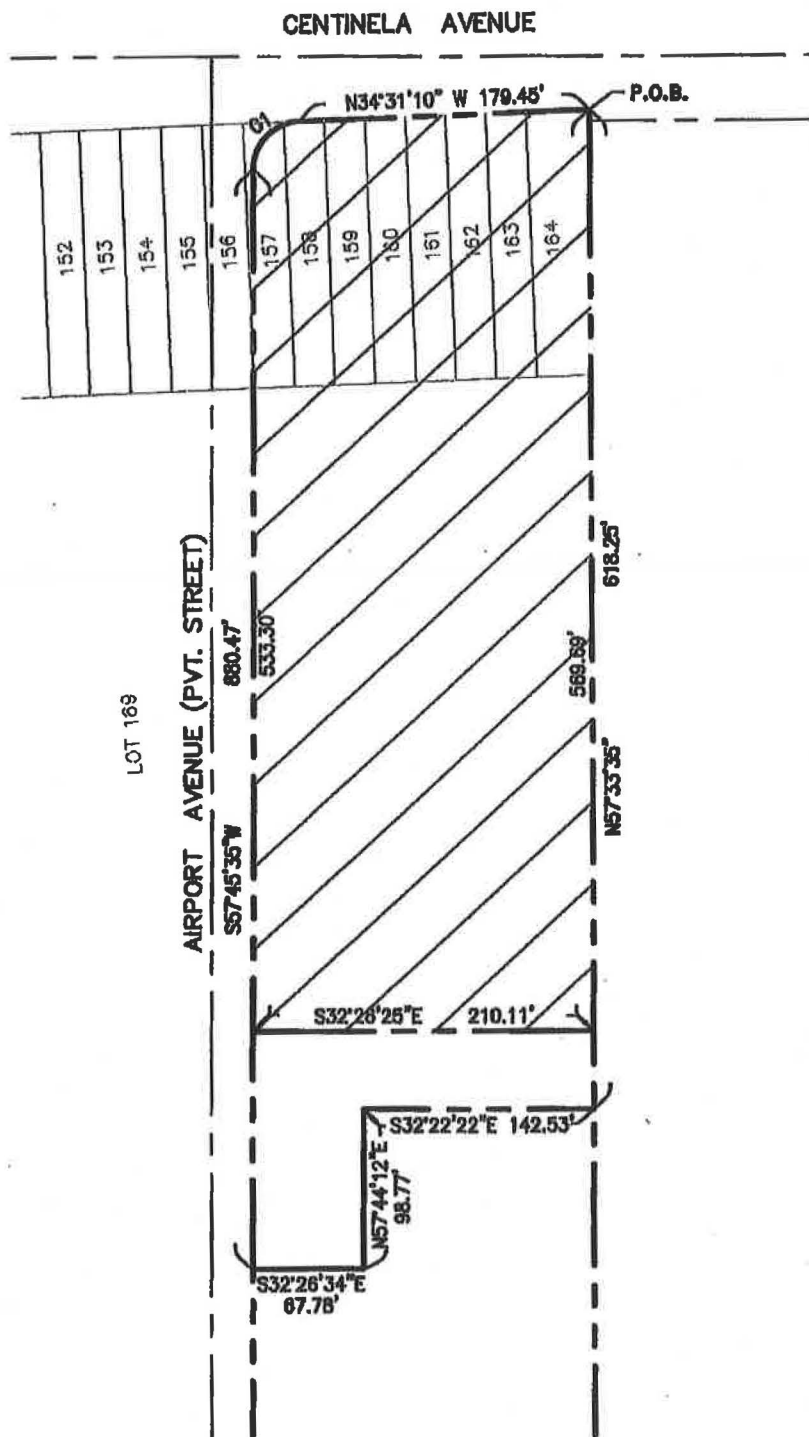 CENTINELA AVENUE
N34°31'10" W 179.45'
P.O.B.
C1
152
153
154
155
156
157
158
159
160
161
162
163
164
618.25'
569.69'
N57°33'35"
680.47'
533.30'
AIRPORT AVENUE (PVT. STREET)
LOT 169
S57°45'35"W
S32°28'25"E 210.11'
S32°22'22"E 142.53'
N57°44'12"E
98.77'
S32°26'34"E
67.78'